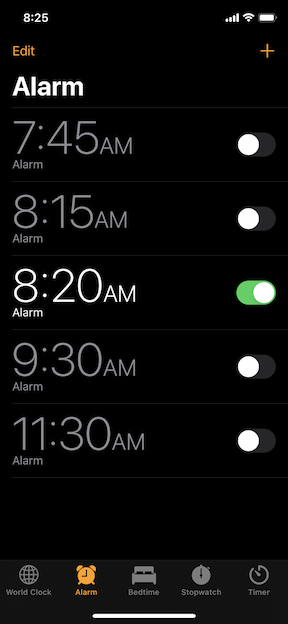 8:25
Edit
Alarm
7:45AM
Alarm
8:15AM
Alarm
8:20AM
Alarm
9:30AM
Alarm
11:30AM
Alarm
World Clock Alarm Bedtime Stopwatch Timer